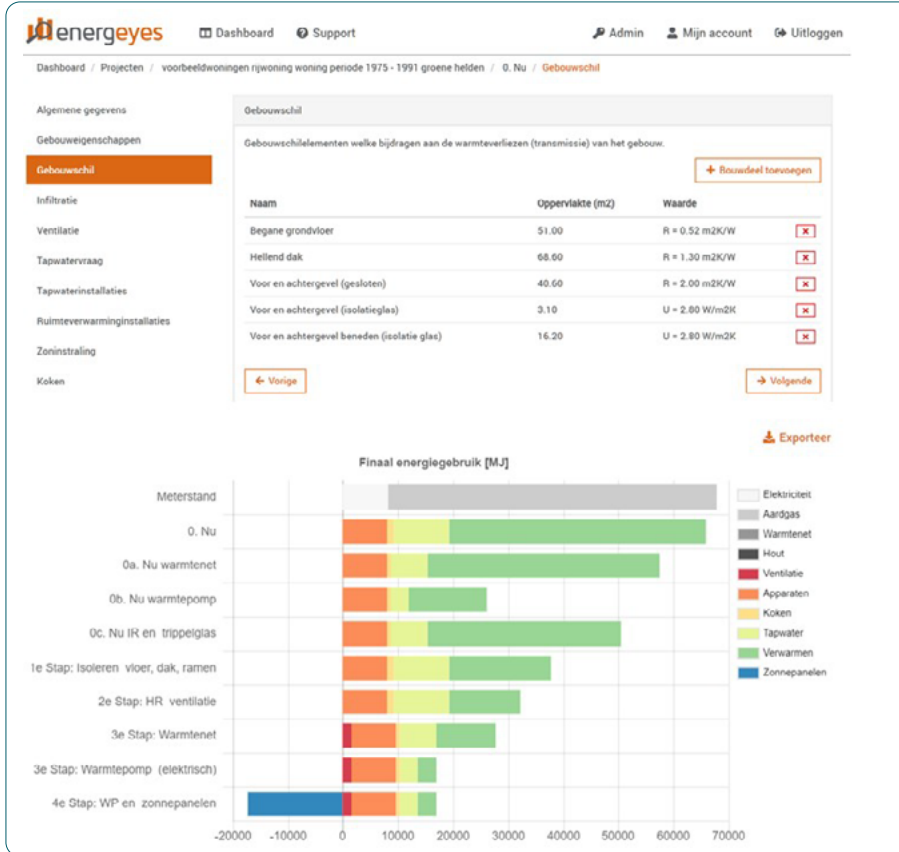 energeyes Dashboard Support Admin Mijn account Uitloggen
Dashboard / Projecten / voorbeeldwoningen rijwoning woning periode 1975 - 1991 groene helden / 0. Nu / Gebouwschil
Algemene gegevens
Gebouweigenschappen
Gebouwschil
Infiltratie
Ventilatie
Tapwatervraag
Tapwaterinstallaties
Ruimteverwarminginstallaties
Zoninstraling
Koken
Gebouwschil
Gebouwschilelementen welke bijdragen aan de warmteverliezen (transmissie) van het gebouw.
+ Bouwdeel toevoegen
Naam Oppervlakte (m2) Waarde
Begane grondvloer 51.00 R = 0.52 m2K/W
Hellend dak 68.60 R = 1.30 m2K/W
Voor en achtergevel (gesloten) 40.60 R = 2.00 m2K/W
Voor en achtergevel (isolatieglas) 3.10 U = 2.80 W/m2K
Voor en achtergevel beneden (isolatie glas) 16.20 U = 2.80 W/m2K
← Vorige → Volgende
Exporteer
Finaal energiegebruik [MJ]
Meterstand
0. Nu
0a. Nu warmtenet
0b. Nu warmtepomp
0c. Nu IR en trippelglas
1e Stap: Isoleren vloer, dak, ramen
2e Stap: HR ventilatie
3e Stap: Warmtenet
3e Stap: Warmtepomp (elektrisch)
4e Stap: WP en zonnepanelen
-20000 -10000 0 10000 20000 30000 40000 50000 60000 70000
Elektriciteit
Aardgas
Warmtenet
Hout
Ventilatie
Apparaten
Koken
Tapwater
Verwarmen
Zonnepanelen